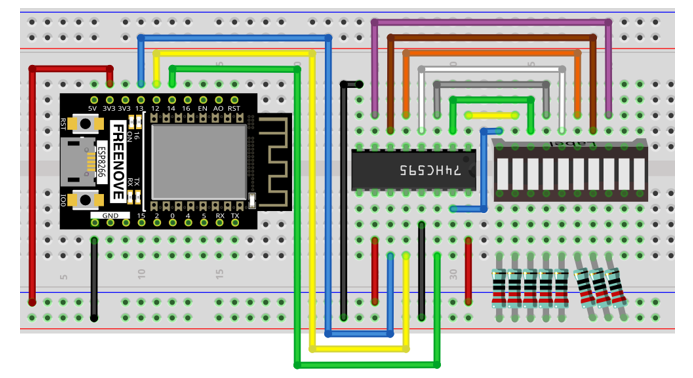 5V 3V3 3V3 13 12 14 16 EN AO RST
RST
ON
16
FREENOVE
ESP8266
TX
RX
IO0
GND 15 2 0 4 5 RX TX
74HC595
5
10
15
30